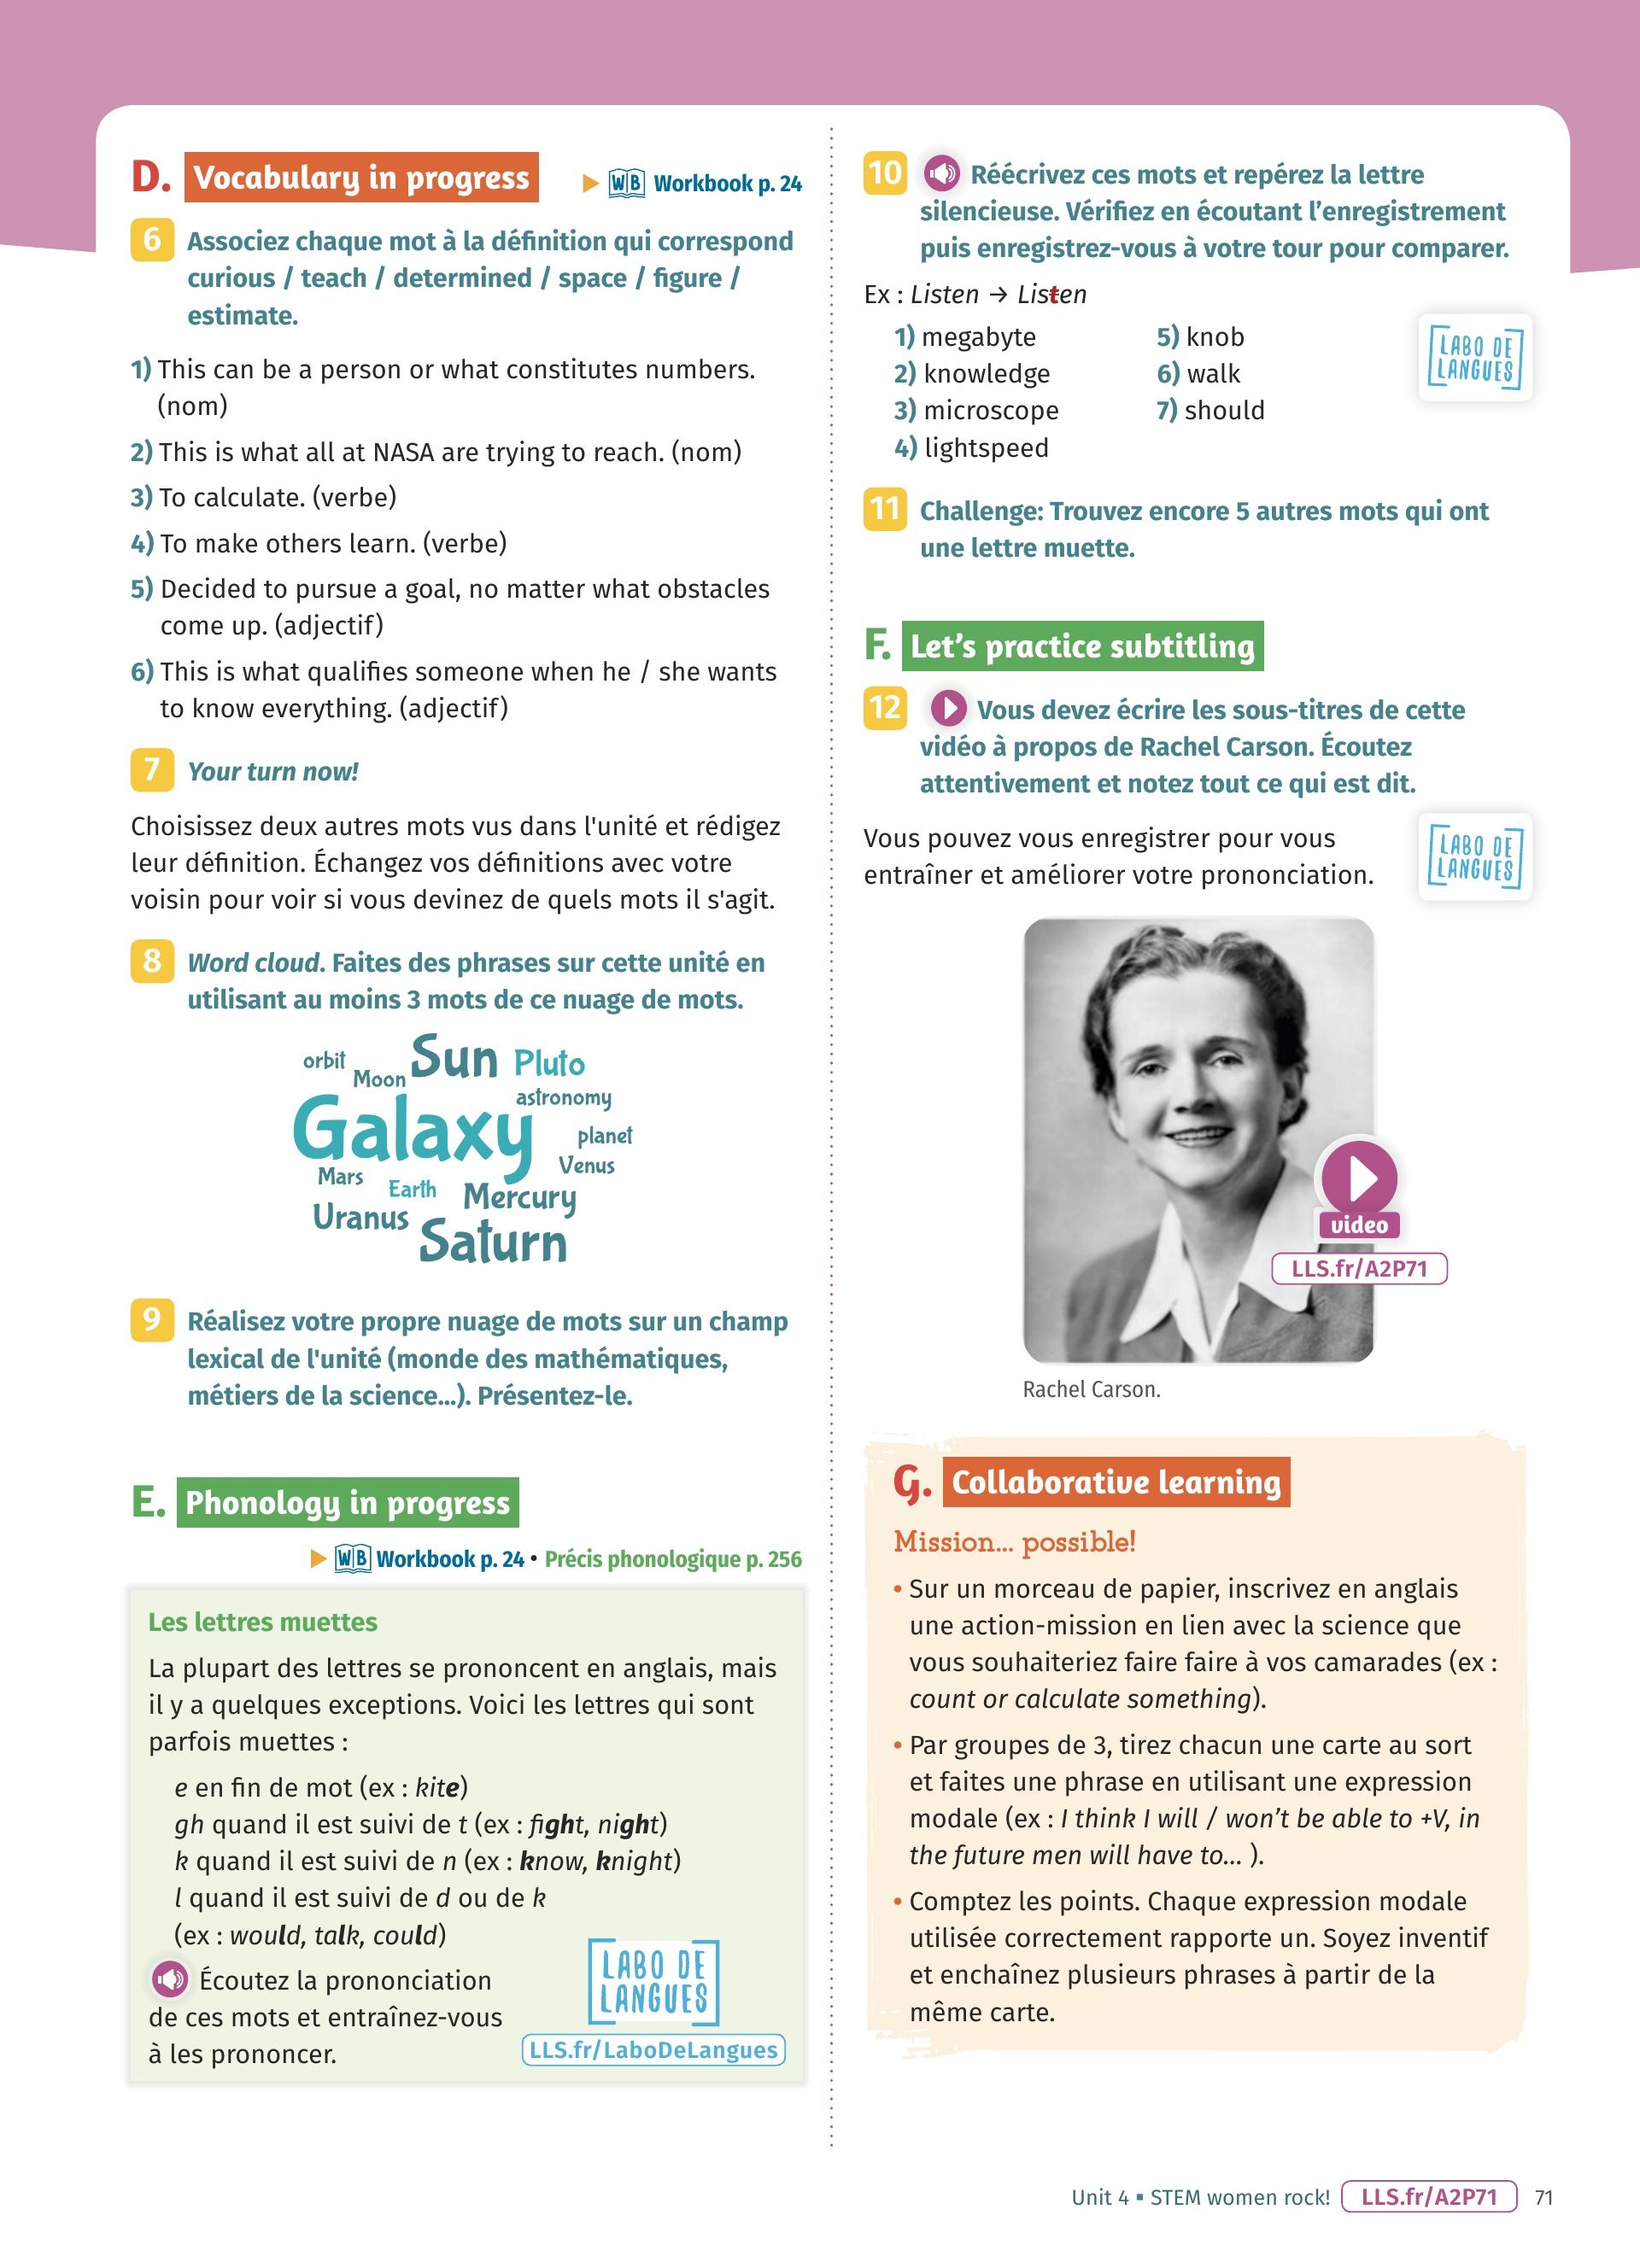 D. Vocabulary in progress
WB Workbook p. 24
6 Associez chaque mot à la définition qui correspond
curious / teach / determined / space / figure /
estimate.
1) This can be a person or what constitutes numbers.
(nom)
2) This is what all at NASA are trying to reach. (nom)
3) To calculate. (verbe)
4) To make others learn. (verbe)
5) Decided to pursue a goal, no matter what obstacles
come up. (adjectif)
6) This is what qualifies someone when he / she wants
to know everything. (adjectif)
7 Your turn now!
Choisissez deux autres mots vus dans l'unité et rédigez
leur définition. Échangez vos définitions avec votre
voisin pour voir si vous devinez de quels mots il s'agit.
8 Word cloud. Faites des phrases sur cette unité en
utilisant au moins 3 mots de ce nuage de mots.
orbit
Moon
Sun
Pluto
astronomy
Galaxy
planet
Venus
Mars
Earth
Mercury
Uranus
Saturn
9 Réalisez votre propre nuage de mots sur un champ
lexical de l'unité (monde des mathématiques,
métiers de la science...). Présentez-le.
E. Phonology in progress
WB Workbook p. 24 • Précis phonologique p. 256
Les lettres muettes
La plupart des lettres se prononcent en anglais, mais
il y a quelques exceptions. Voici les lettres qui sont
parfois muettes :
e en fin de mot (ex : kite)
gh quand il est suivi de t (ex : fight, night)
k quand il est suivi de n (ex : know, knight)
l quand il est suivi de d ou de k
(ex : would, talk, could)
Écoutez la prononciation
de ces mots et entraînez-vous
à les prononcer.
LABO DE
LANGUES
LLS.fr/LaboDeLangues
10 Réécrivez ces mots et repérez la lettre
silencieuse. Vérifiez en écoutant l’enregistrement
puis enregistrez-vous à votre tour pour comparer.
Ex : Listen → Listen
1) megabyte
2) knowledge
3) microscope
4) lightspeed
5) knob
6) walk
7) should
LABO DE
LANGUES
11 Challenge: Trouvez encore 5 autres mots qui ont
une lettre muette.
F. Let’s practice subtitling
12 Vous devez écrire les sous-titres de cette
vidéo à propos de Rachel Carson. Écoutez
attentivement et notez tout ce qui est dit.
Vous pouvez vous enregistrer pour vous
entraîner et améliorer votre prononciation.
LABO DE
LANGUES
video
LLS.fr/A2P71
Rachel Carson.
G. Collaborative learning
Mission... possible!
• Sur un morceau de papier, inscrivez en anglais
une action-mission en lien avec la science que
vous souhaiteriez faire faire à vos camarades (ex :
count or calculate something).
• Par groupes de 3, tirez chacun une carte au sort
et faites une phrase en utilisant une expression
modale (ex : I think I will / won’t be able to +V, in
the future men will have to... ).
• Comptez les points. Chaque expression modale
utilisée correctement rapporte un. Soyez inventif
et enchaînez plusieurs phrases à partir de la
même carte.
Unit 4 ▪ STEM women rock! LLS.fr/A2P71 71